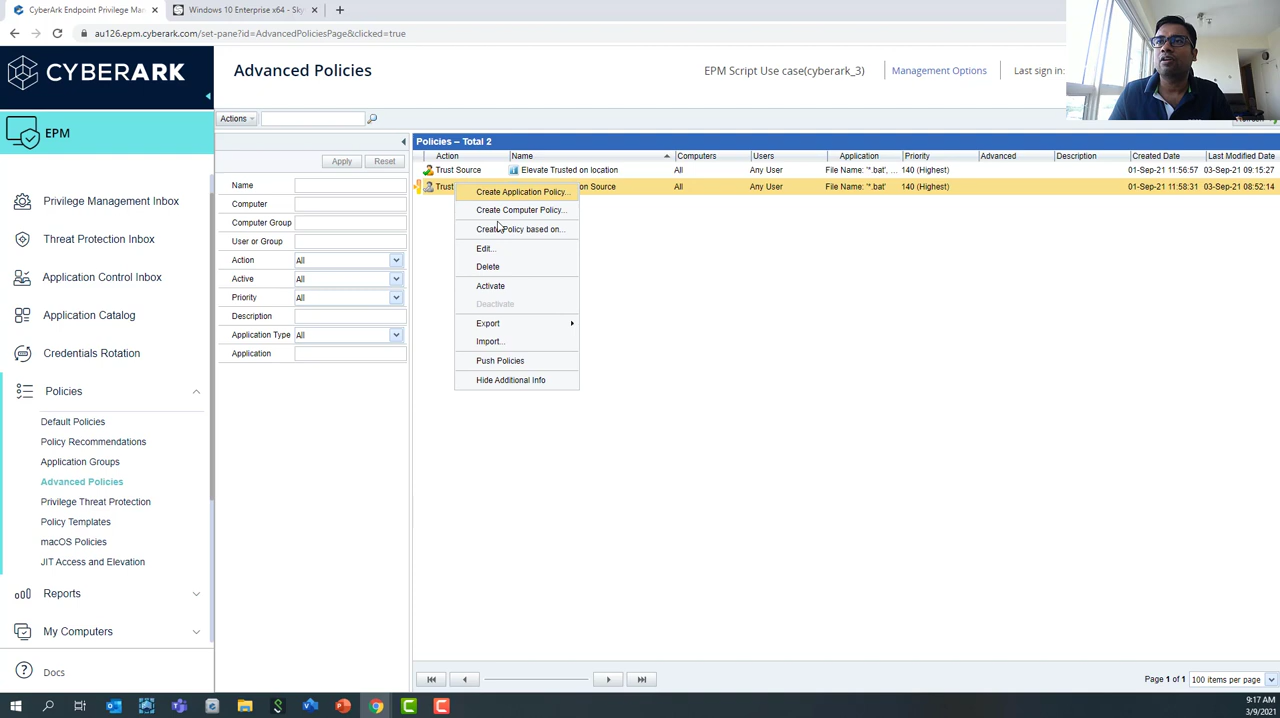 CyberArk Endpoint Privilege Ma
Windows 10 Enterprise x64 - Sky
au126.epm.cyberark.com/set-pane?id=AdvancedPoliciesPage&clicked=true
CYBERARK
Advanced Policies
EPM Script Use case(cyberark_3)
Management Options
Last sign in:
EPM
Actions
Policies – Total 2
Apply
Reset
Action
Name
Computers
Users
Application
Priority
Advanced
Description
Created Date
Last Modified Date
Trust Source
Elevate Trusted on location
All
Any User
File Name: '*.bat', ...
140 (Highest)
01-Sep-21 11:56:57
03-Sep-21 09:15:27
Trust
on Source
All
Any User
File Name: '*.bat'
140 (Highest)
01-Sep-21 11:58:31
03-Sep-21 08:52:14
Create Application Policy...
Create Computer Policy...
Create Policy based on...
Edit...
Delete
Activate
Deactivate
Export
Import...
Push Policies
Hide Additional Info
Name
Computer
Computer Group
User or Group
Action
All
Active
All
Priority
All
Description
Application Type
All
Application
Privilege Management Inbox
Threat Protection Inbox
Application Control Inbox
Application Catalog
Credentials Rotation
Policies
Default Policies
Policy Recommendations
Application Groups
Advanced Policies
Privilege Threat Protection
Policy Templates
macOS Policies
JIT Access and Elevation
Reports
My Computers
Docs
Page 1 of 1
100 items per page
9:17 AM
3/9/2021